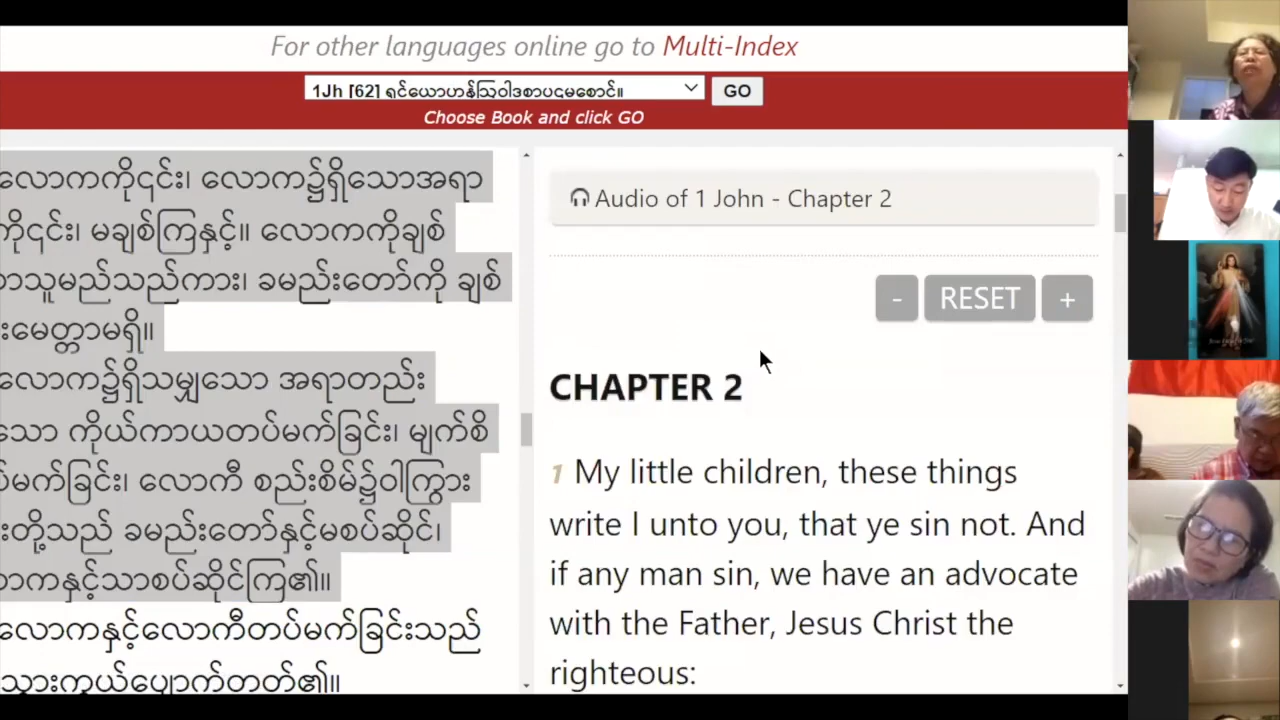 For other languages online go to Multi-Index
1Jh [62] ရှင်ယောဟန်ဩဝါဒစာပဌမစောင်။
GO
Choose Book and click GO
လောကကို၎င်း၊ လောက၌ရှိသောအရာ
ကို၎င်း၊ မချစ်ကြနှင့်။ လောကကိုချစ်
သူမည်သည်ကား၊ ခမည်းတော်ကို ချစ်
မေတ္တာမရှိ။
လောက၌ရှိသမျှသော အရာတည်း
သော ကိုယ်ကာယတပ်မက်ခြင်း၊ မျက်စိ
မက်ခြင်း၊ လောကီ စည်းစိမ်၌ဝါကြွား
တို့သည် ခမည်းတော်နှင့်မစပ်ဆိုင်၊
ကနှင့်သာစပ်ဆိုင်ကြ၏။
လောကနှင့်လောကီတပ်မက်ခြင်းသည်
သွားကွယ်ပျောက်တတ်၏။
Audio of 1 John - Chapter 2
- RESET +
CHAPTER 2
1 My little children, these things
write I unto you, that ye sin not. And
if any man sin, we have an advocate
with the Father, Jesus Christ the
righteous: